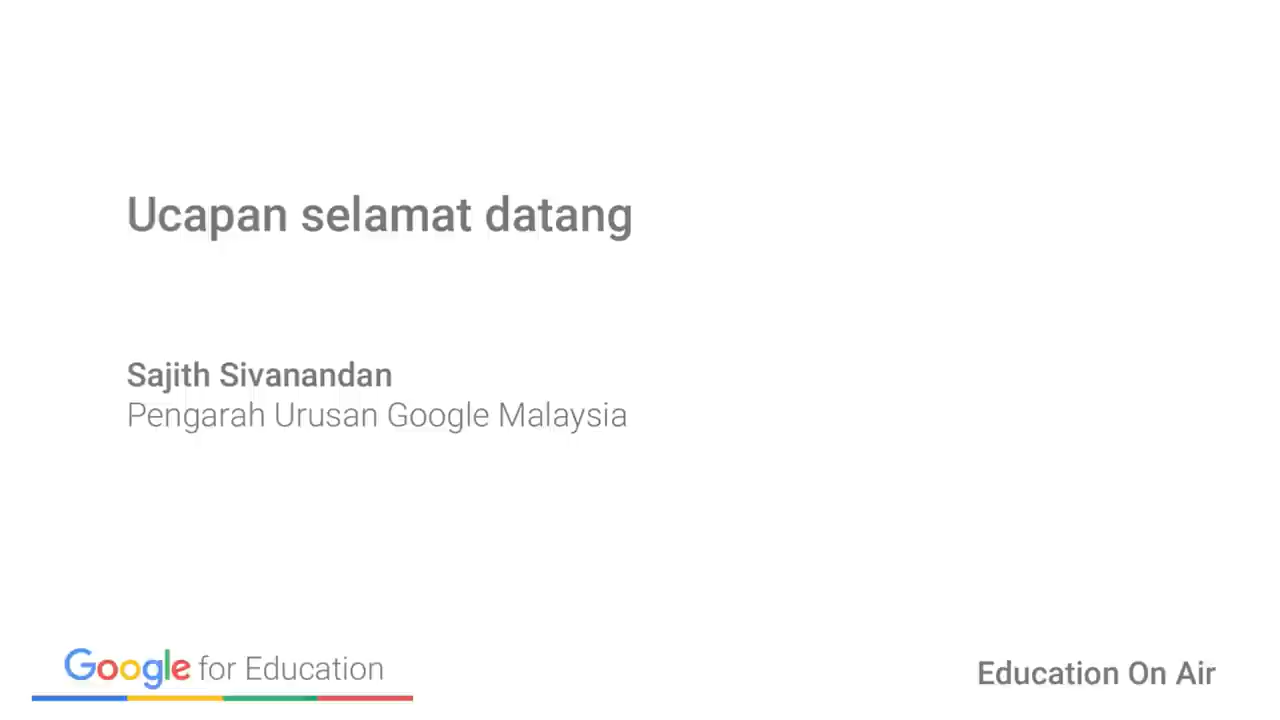 Ucapan selamat datang
Sajith Sivanandan
Pengarah Urusan Google Malaysia
Google for Education
Education On Air